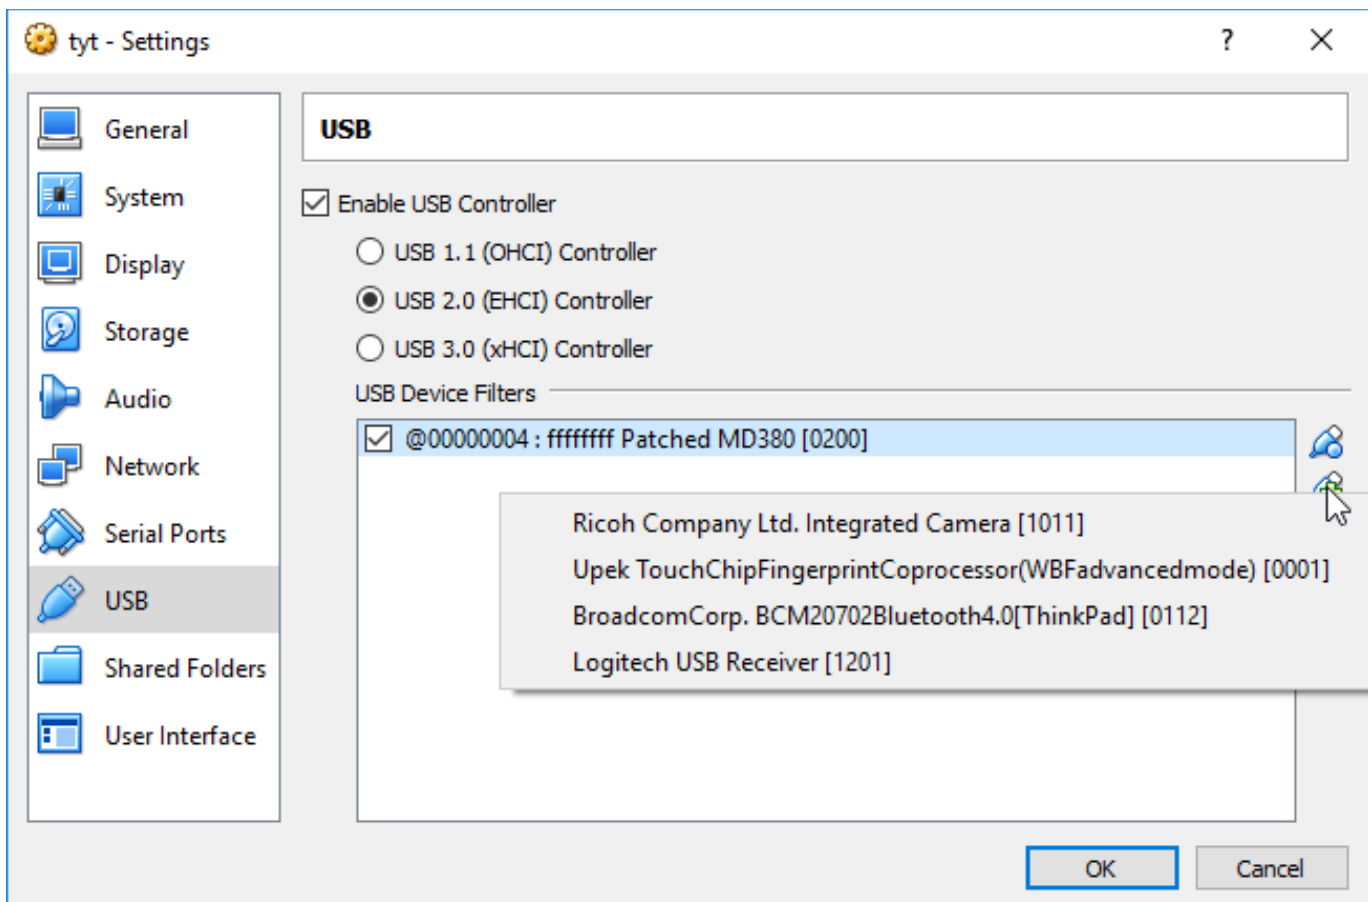 tyt - Settings
?
General
System
Display
Storage
Audio
Network
Serial Ports
USB
Shared Folders
User Interface
USB
Enable USB Controller
USB 1.1 (OHCI) Controller
USB 2.0 (EHCI) Controller
USB 3.0 (xHCI) Controller
USB Device Filters
@00000004 : ffffffff Patched MD380 [0200]
Ricoh Company Ltd. Integrated Camera [1011]
Upek TouchChipFingerprintCoprocessor(WBFadvancedmode) [0001]
BroadcomCorp. BCM20702Bluetooth4.0[ThinkPad] [0112]
Logitech USB Receiver [1201]
OK
Cancel